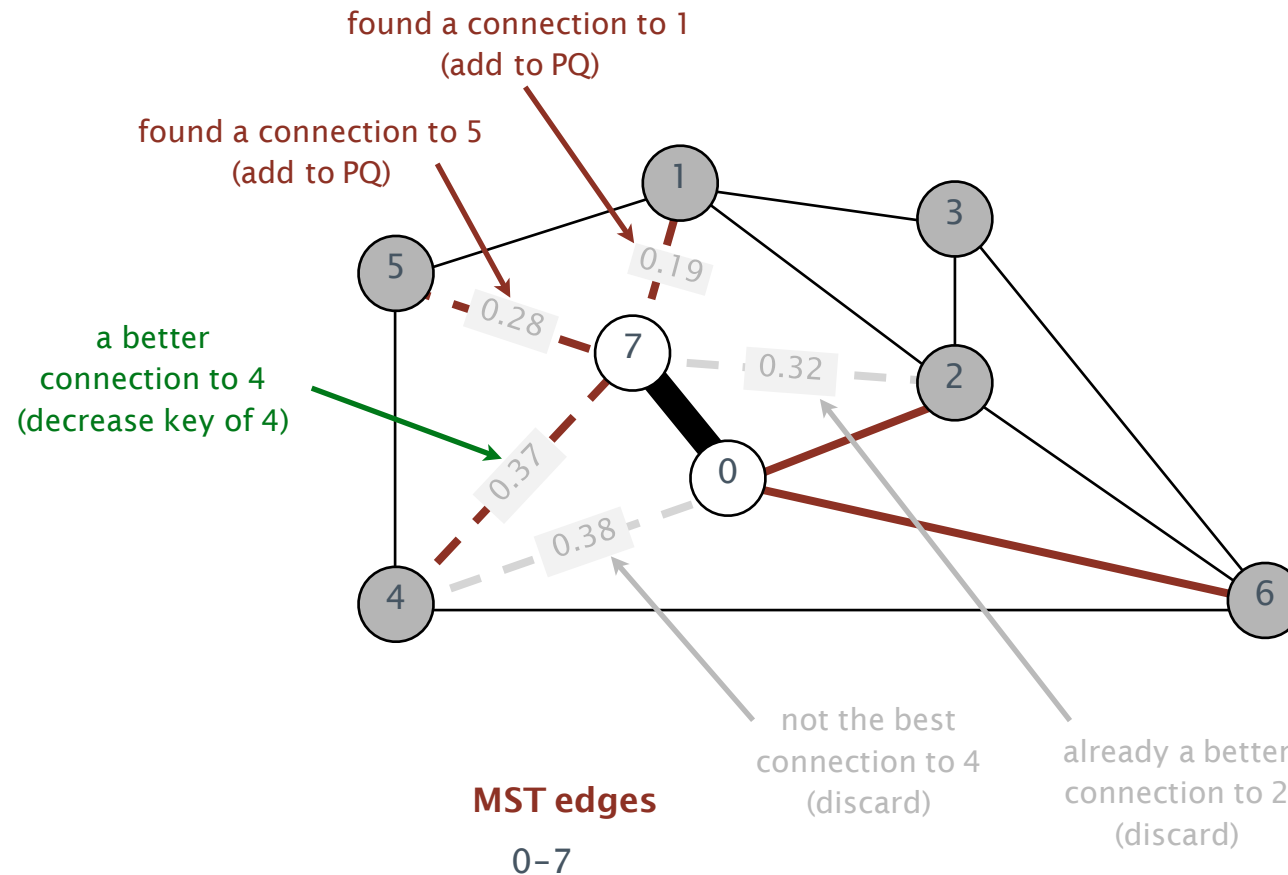 found a connection to 1
(add to PQ)
found a connection to 5
(add to PQ)
1
3
5
0.19
0.28
a better
connection to 4
(decrease key of 4)
7
0.32
2
0.37
0
0.38
4
6
not the best
connection to 4
(discard)
already a better
connection to 2
(discard)
MST edges
0–7